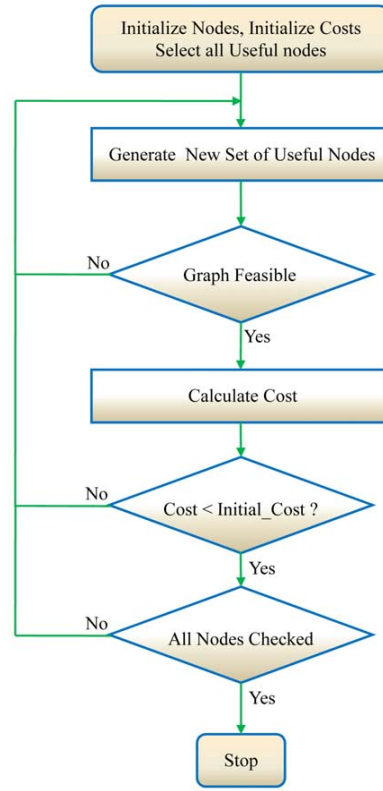 Initialize Nodes, Initialize Costs
Select all Useful nodes
Generate New Set of Useful Nodes
No
Graph Feasible
Yes
Calculate Cost
No
Cost < Initial_Cost ?
Yes
No
All Nodes Checked
Yes
Stop